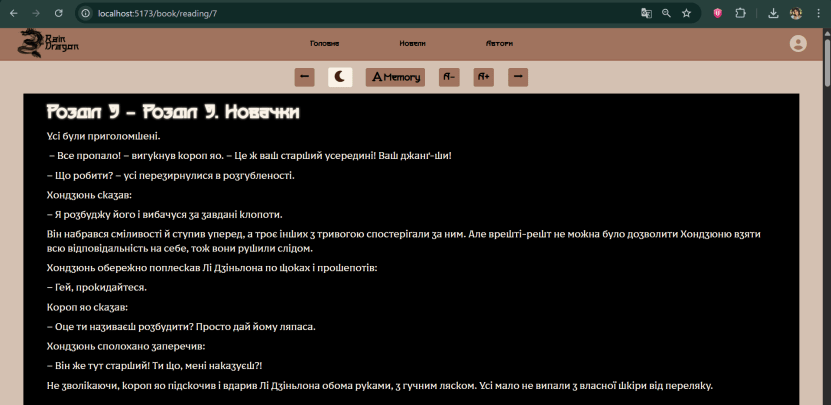 localhost:5173/book/reading/7
Rain
Dragon
Головна
Новели
Автори
A Memory
A-
A+
Розділ 9 – Розділ 9. Новачки
Усі були приголомшені.
– Все пропало! – вигукнув короп яо. – Це ж ваш старший усередині! Ваш джанґ-ши!
– Що робити? – усі перезирнулися в розгубленості.
Хондзюнь сказав:
– Я розбуджу його і вибачуся за завдані клопоти.
Він набрався сміливості й ступив уперед, а троє інших з тривогою спостерігали за ним. Але врешті-решт не можна було дозволити Хондзюню взяти
всю відповідальність на себе, тож вони рушили слідом.
Хондзюнь обережно поплескав Лі Дзіньлона по щоках і прошепотів:
– Гей, прокидайтеся.
Короп яо сказав:
– Оце ти називаєш розбудити? Просто дай йому ляпаса.
Хондзюнь сполохано заперечив:
– Він же тут старший! Ти що, мені наказуєш?!
Не зволікаючи, короп яо підскочив і вдарив Лі Дзіньлона обома руками, з гучним ляском. Усі мало не випали з власної шкіри від переляку.